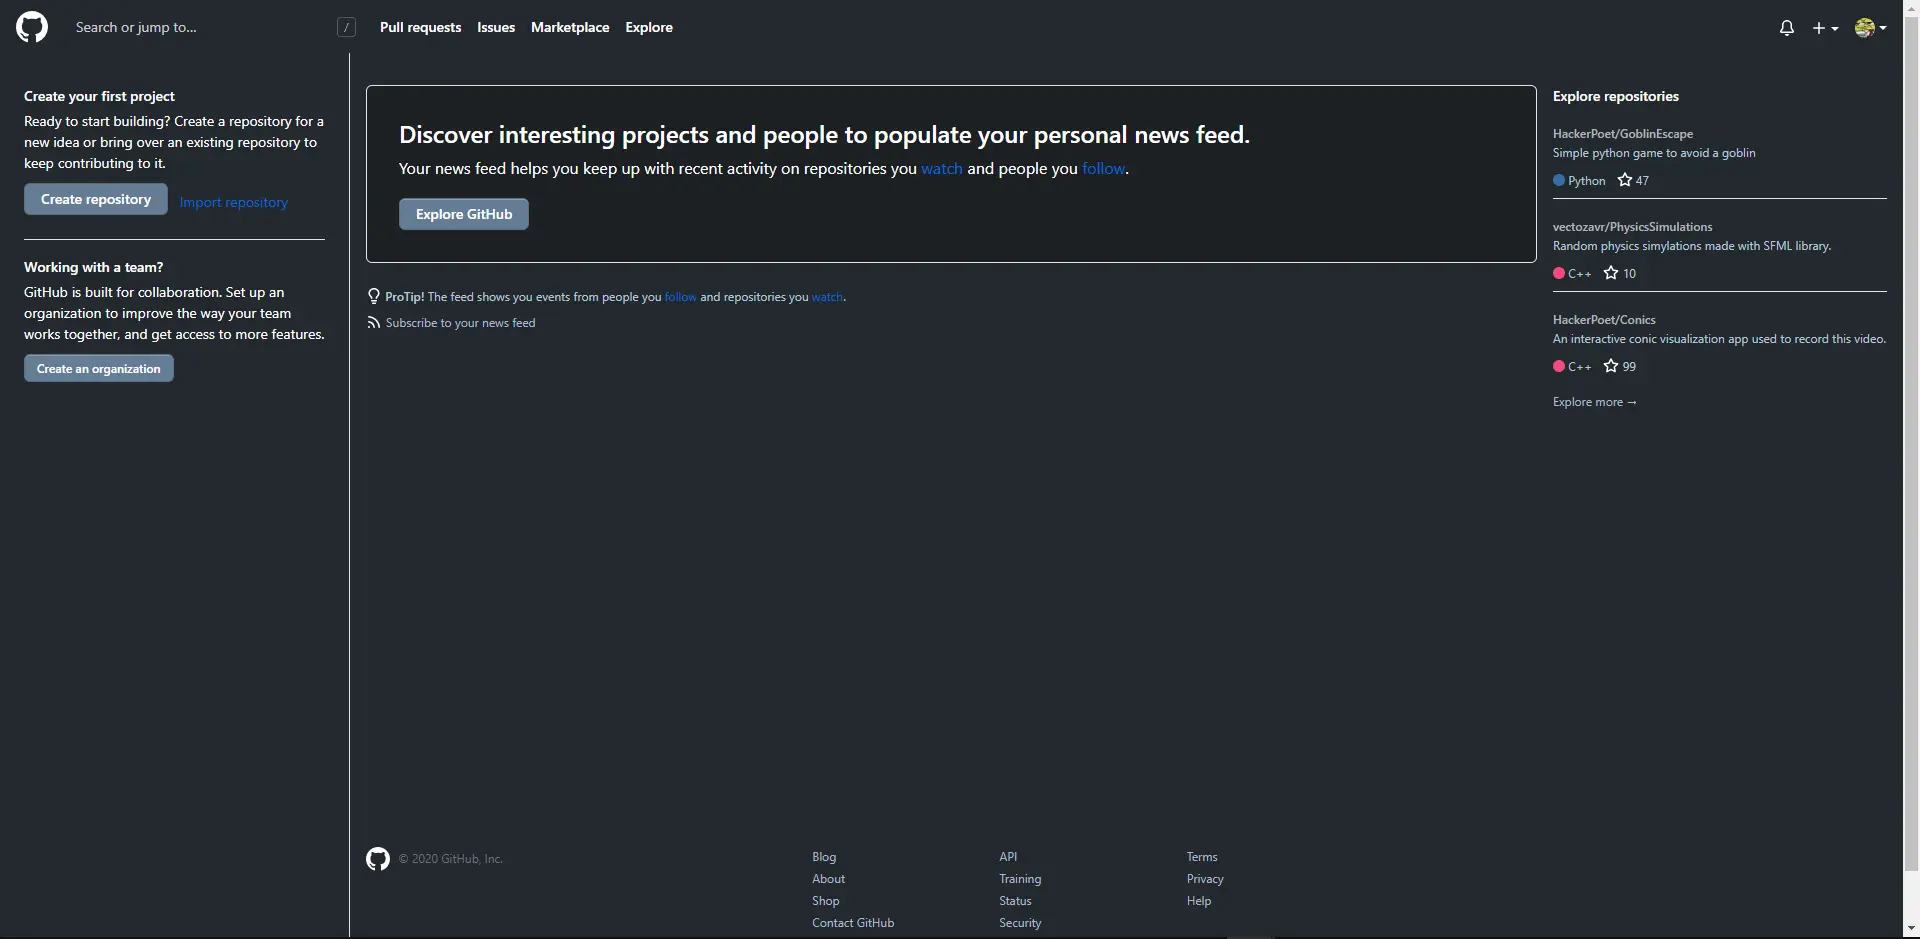 Search or jump to...
/
Pull requests
Issues
Marketplace
Explore
Create your first project
Ready to start building? Create a repository for a
new idea or bring over an existing repository to
keep contributing to it.
Create repository
Import repository
Working with a team?
GitHub is built for collaboration. Set up an
organization to improve the way your team
works together, and get access to more features.
Create an organization
Discover interesting projects and people to populate your personal news feed.
Your news feed helps you keep up with recent activity on repositories you watch and people you follow.
Explore GitHub
ProTip! The feed shows you events from people you follow and repositories you watch.
Subscribe to your news feed
Explore repositories
HackerPoet/GoblinEscape
Simple python game to avoid a goblin
Python 47
vectozavr/PhysicsSimulations
Random physics simylations made with SFML library.
C++ 10
HackerPoet/Conics
An interactive conic visualization app used to record this video.
C++ 99
Explore more →
© 2020 GitHub, Inc.
Blog
About
Shop
Contact GitHub
API
Training
Status
Security
Terms
Privacy
Help